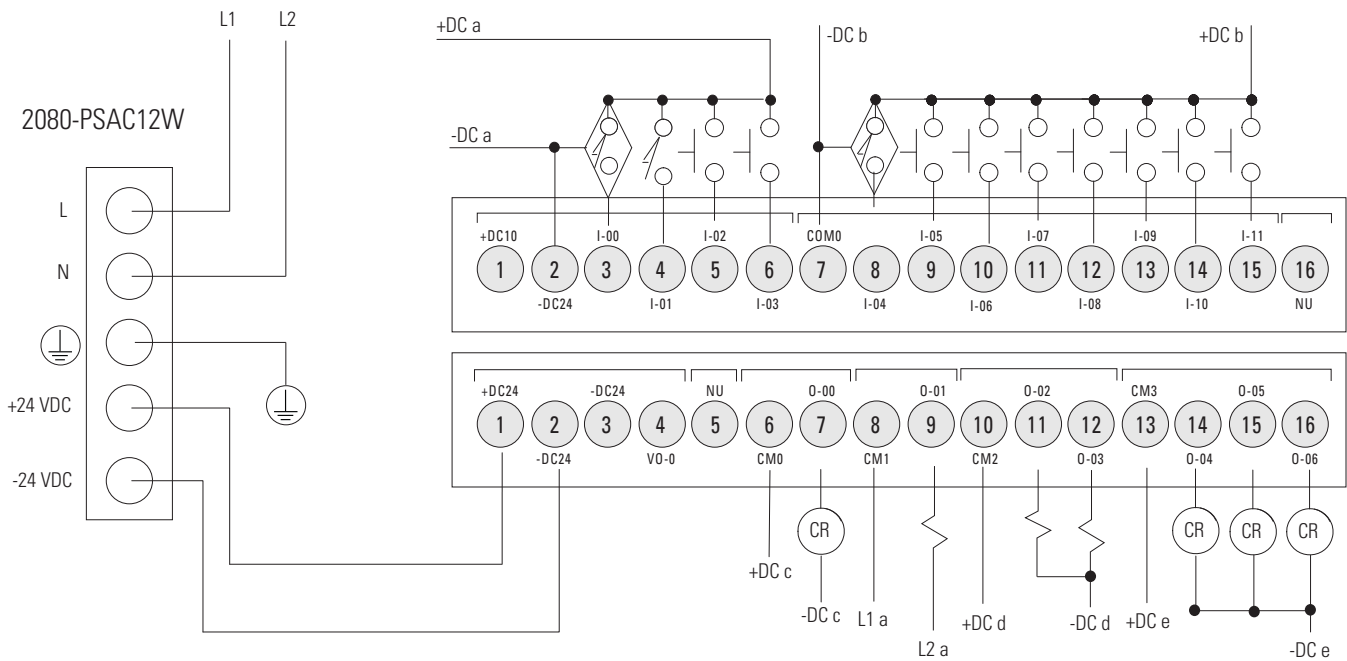 L1 L2
+DC a
-DC b
+DC b
2080-PSAC12W
-DC a
L
N
+24 VDC
-24 VDC
+DC10 I-00 I-02 COM0 I-05 I-07 I-09 I-11
1 2 3 4 5 6 7 8 9 10 11 12 13 14 15 16
-DC24 I-01 I-03 I-04 I-06 I-08 I-10 NU
+DC24 -DC24 NU O-00 O-01 O-02 CM3 O-05
1 2 3 4 5 6 7 8 9 10 11 12 13 14 15 16
-DC24 VO-0 CM0 CM1 CM2 O-03 O-04 O-06
CR CR CR CR
+DC c
-DC c
L1 a
L2 a
+DC d
-DC d
+DC e
-DC e